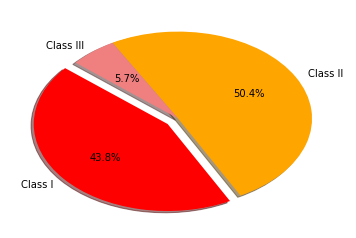 Class III
5.7%
Class II
50.4%
43.8%
Class I